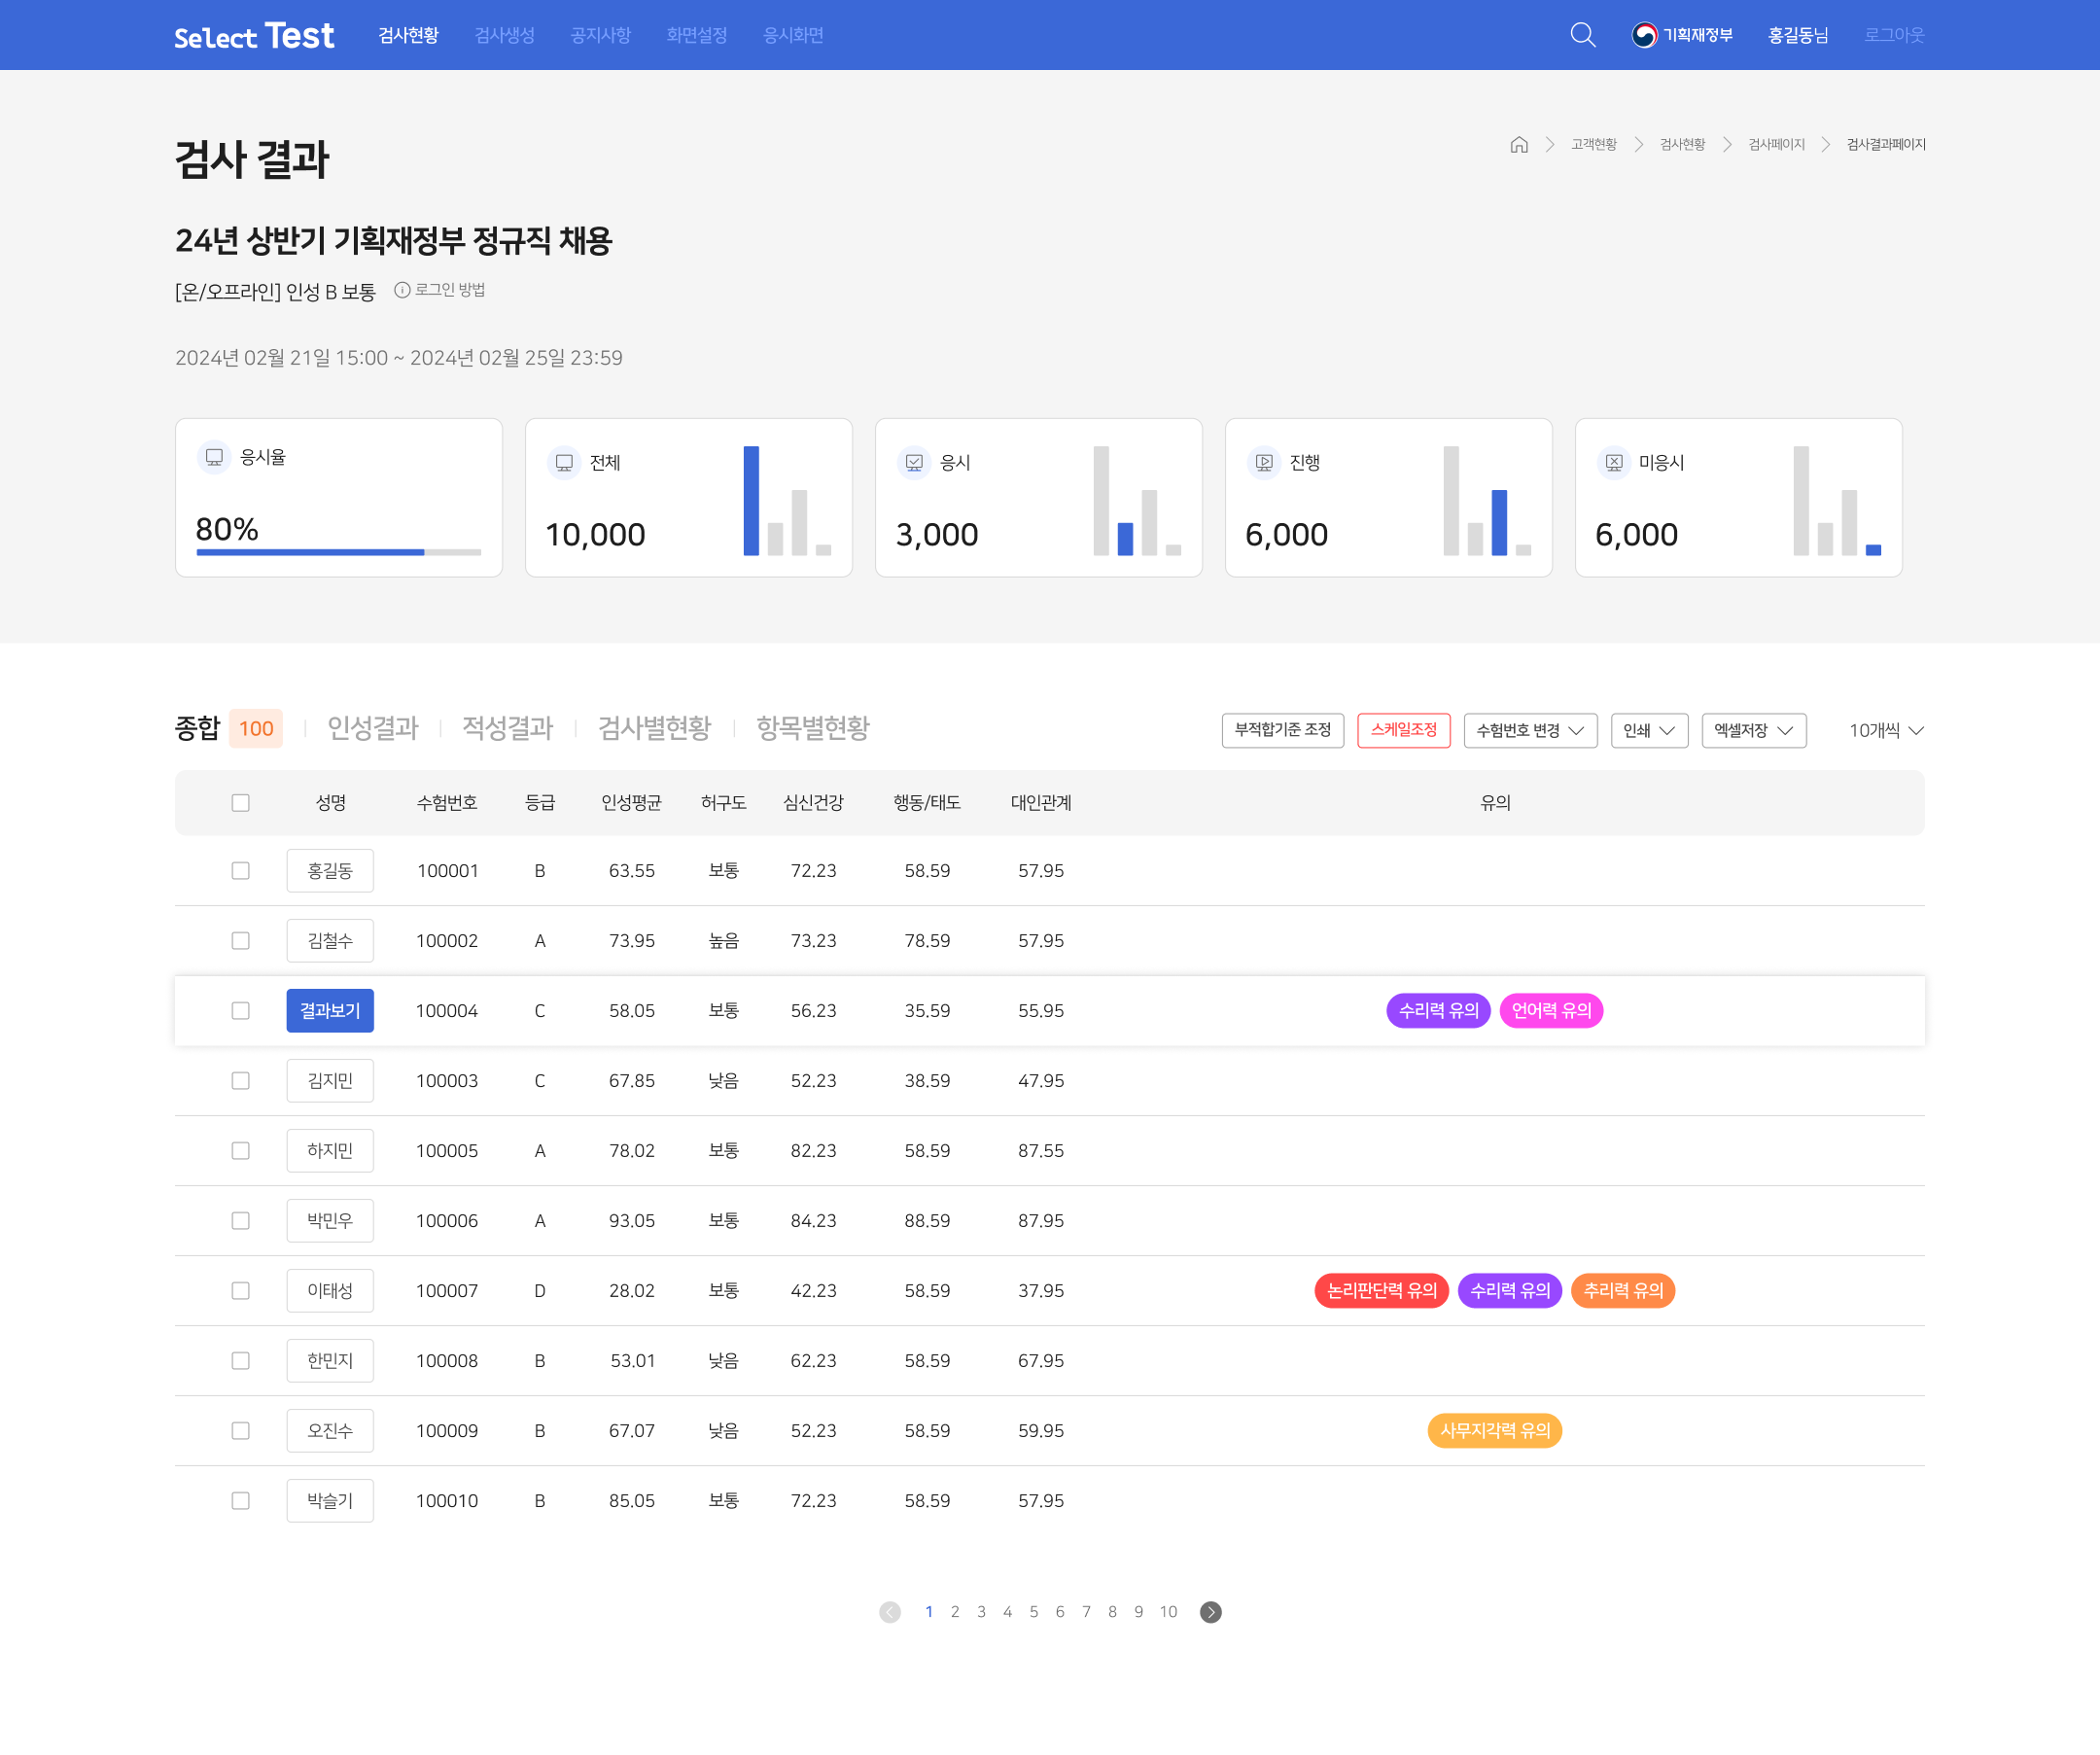 Select Test 검사현황 검사생성 공지사항 화면설정 응시화면 기획재정부 홍길동님 로그아웃
검사 결과
고객현황 검사현황 검사페이지 검사결과페이지
24년 상반기 기획재정부 정규직 채용
[온/오프라인] 인성 B 보통 로그인 방법
2024년 02월 21일 15:00 ~ 2024년 02월 25일 23:59
응시율
80%
전체
10,000
응시
3,000
진행
6,000
미응시
6,000
종합 100 인성결과 적성결과 검사별현황 항목별현황 부적합기준 조정 스케일조정 수험번호 변경 인쇄 엑셀저장 10개씩
성명 수험번호 등급 인성평균 허구도 심신건강 행동/태도 대인관계 유의
홍길동 100001 B 63.55 보통 72.23 58.59 57.95
김철수 100002 A 73.95 높음 73.23 78.59 57.95
결과보기 100004 C 58.05 보통 56.23 35.59 55.95 수리력 유의 언어력 유의
김지민 100003 C 67.85 낮음 52.23 38.59 47.95
하지민 100005 A 78.02 보통 82.23 58.59 87.55
박민우 100006 A 93.05 보통 84.23 88.59 87.95
이태성 100007 D 28.02 보통 42.23 58.59 37.95 논리판단력 유의 수리력 유의 추리력 유의
한민지 100008 B 53.01 낮음 62.23 58.59 67.95
오진수 100009 B 67.07 낮음 52.23 58.59 59.95 사무지각력 유의
박슬기 100010 B 85.05 보통 72.23 58.59 57.95
1 2 3 4 5 6 7 8 9 10